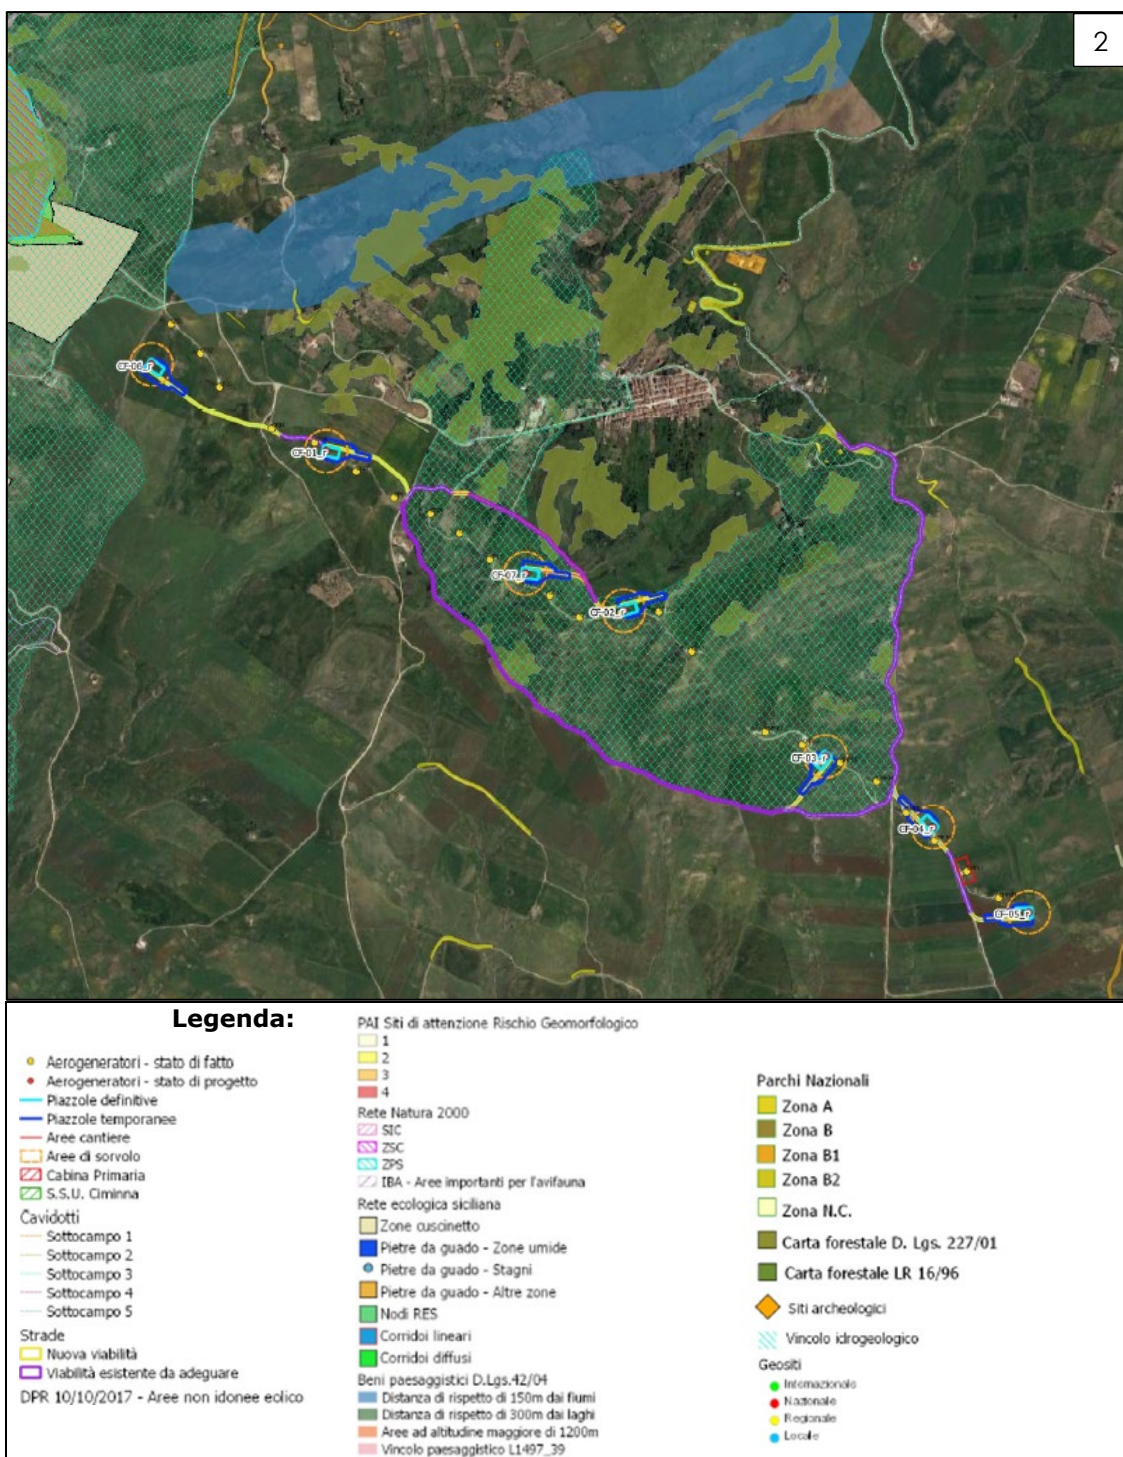 2
CF-06_r
CF-01_r
CF-07_r
CF-02_r
CF-03_r
CF-04_r
CF-05_r
Legenda:
Aerogeneratori - stato di fatto
Aerogeneratori - stato di progetto
Piazzole definitive
Piazzole temporanee
Aree cantiere
Aree di sorvolo
Cabina Primaria
S.S.U. Ciminna
Cavidotti
Sottocampo 1
Sottocampo 2
Sottocampo 3
Sottocampo 4
Sottocampo 5
Strade
Nuova viabilità
Viabilità esistente da adeguare
DPR 10/10/2017 - Aree non idonee eolico
PAI Siti di attenzione Rischio Geomorfologico
1
2
3
4
Rete Natura 2000
SIC
ZSC
ZPS
IBA - Aree importanti per l'avifauna
Rete ecologica siciliana
Zone cuscinetto
Pietre da guado - Zone umide
Pietre da guado - Stagni
Pietre da guado - Altre zone
Nodi RES
Corridoi lineari
Corridoi diffusi
Beni paesaggistici D.Lgs.42/04
Distanza di rispetto di 150m dai fiumi
Distanza di rispetto di 300m dai laghi
Aree ad altitudine maggiore di 1200m
Vincolo paesaggistico L1497_39
Parchi Nazionali
Zona A
Zona B
Zona B1
Zona B2
Zona N.C.
Carta forestale D. Lgs. 227/01
Carta forestale LR 16/96
Siti archeologici
Vincolo idrogeologico
Geositi
Internazionale
Nazionale
Regionale
Locale